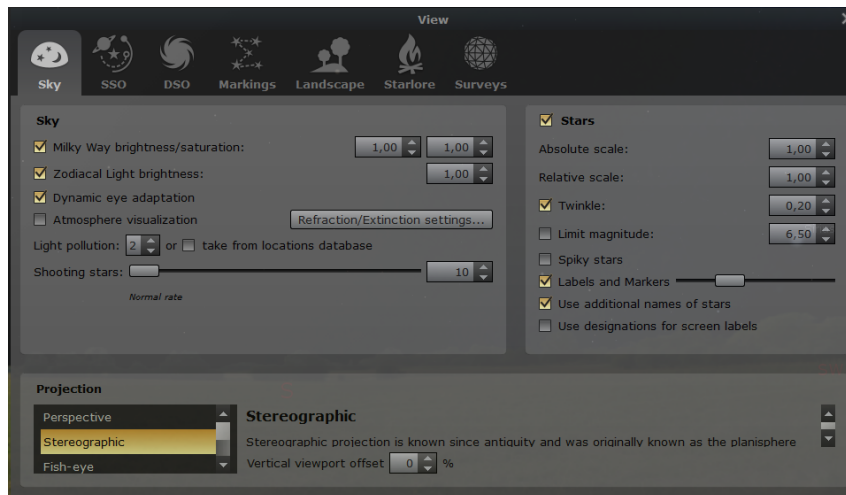 View
Sky SSO DSO Markings Landscape Starlore Surveys
Sky
Milky Way brightness/saturation: 1,00 1,00
Zodiacal Light brightness: 1,00
Dynamic eye adaptation
Atmosphere visualization Refraction/Extinction settings...
Light pollution: 2 or take from locations database
Shooting stars: 10
Normal rate
Stars
Absolute scale: 1,00
Relative scale: 1,00
Twinkle: 0,20
Limit magnitude: 6,50
Spiky stars
Labels and Markers
Use additional names of stars
Use designations for screen labels
Projection
Perspective
Stereographic
Fish-eye
Stereographic
Stereographic projection is known since antiquity and was originally known as the planisphere
Vertical viewport offset 0 %